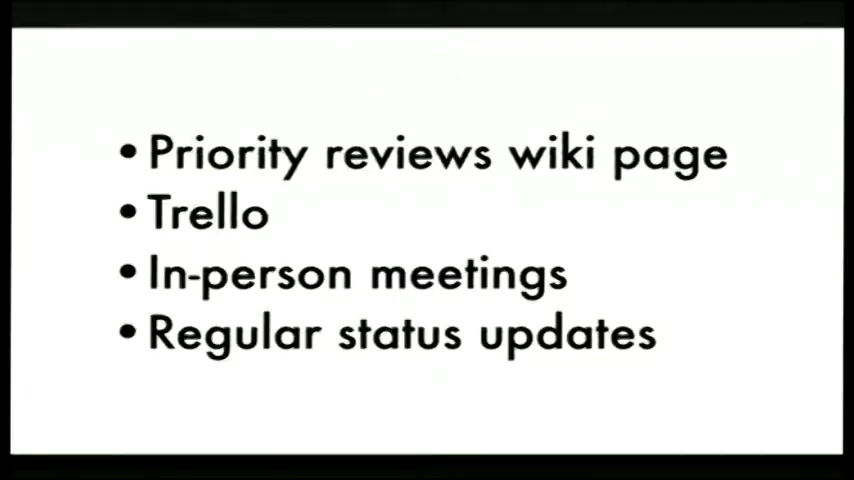 • Priority reviews wiki page
• Trello
• In-person meetings
• Regular status updates